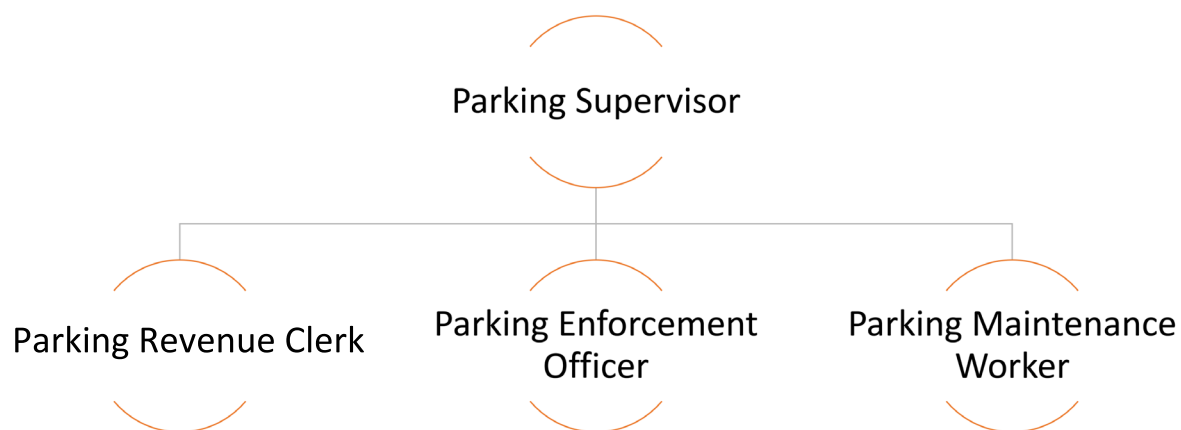 Parking Supervisor
Parking Revenue Clerk
Parking Enforcement
Officer
Parking Maintenance
Worker